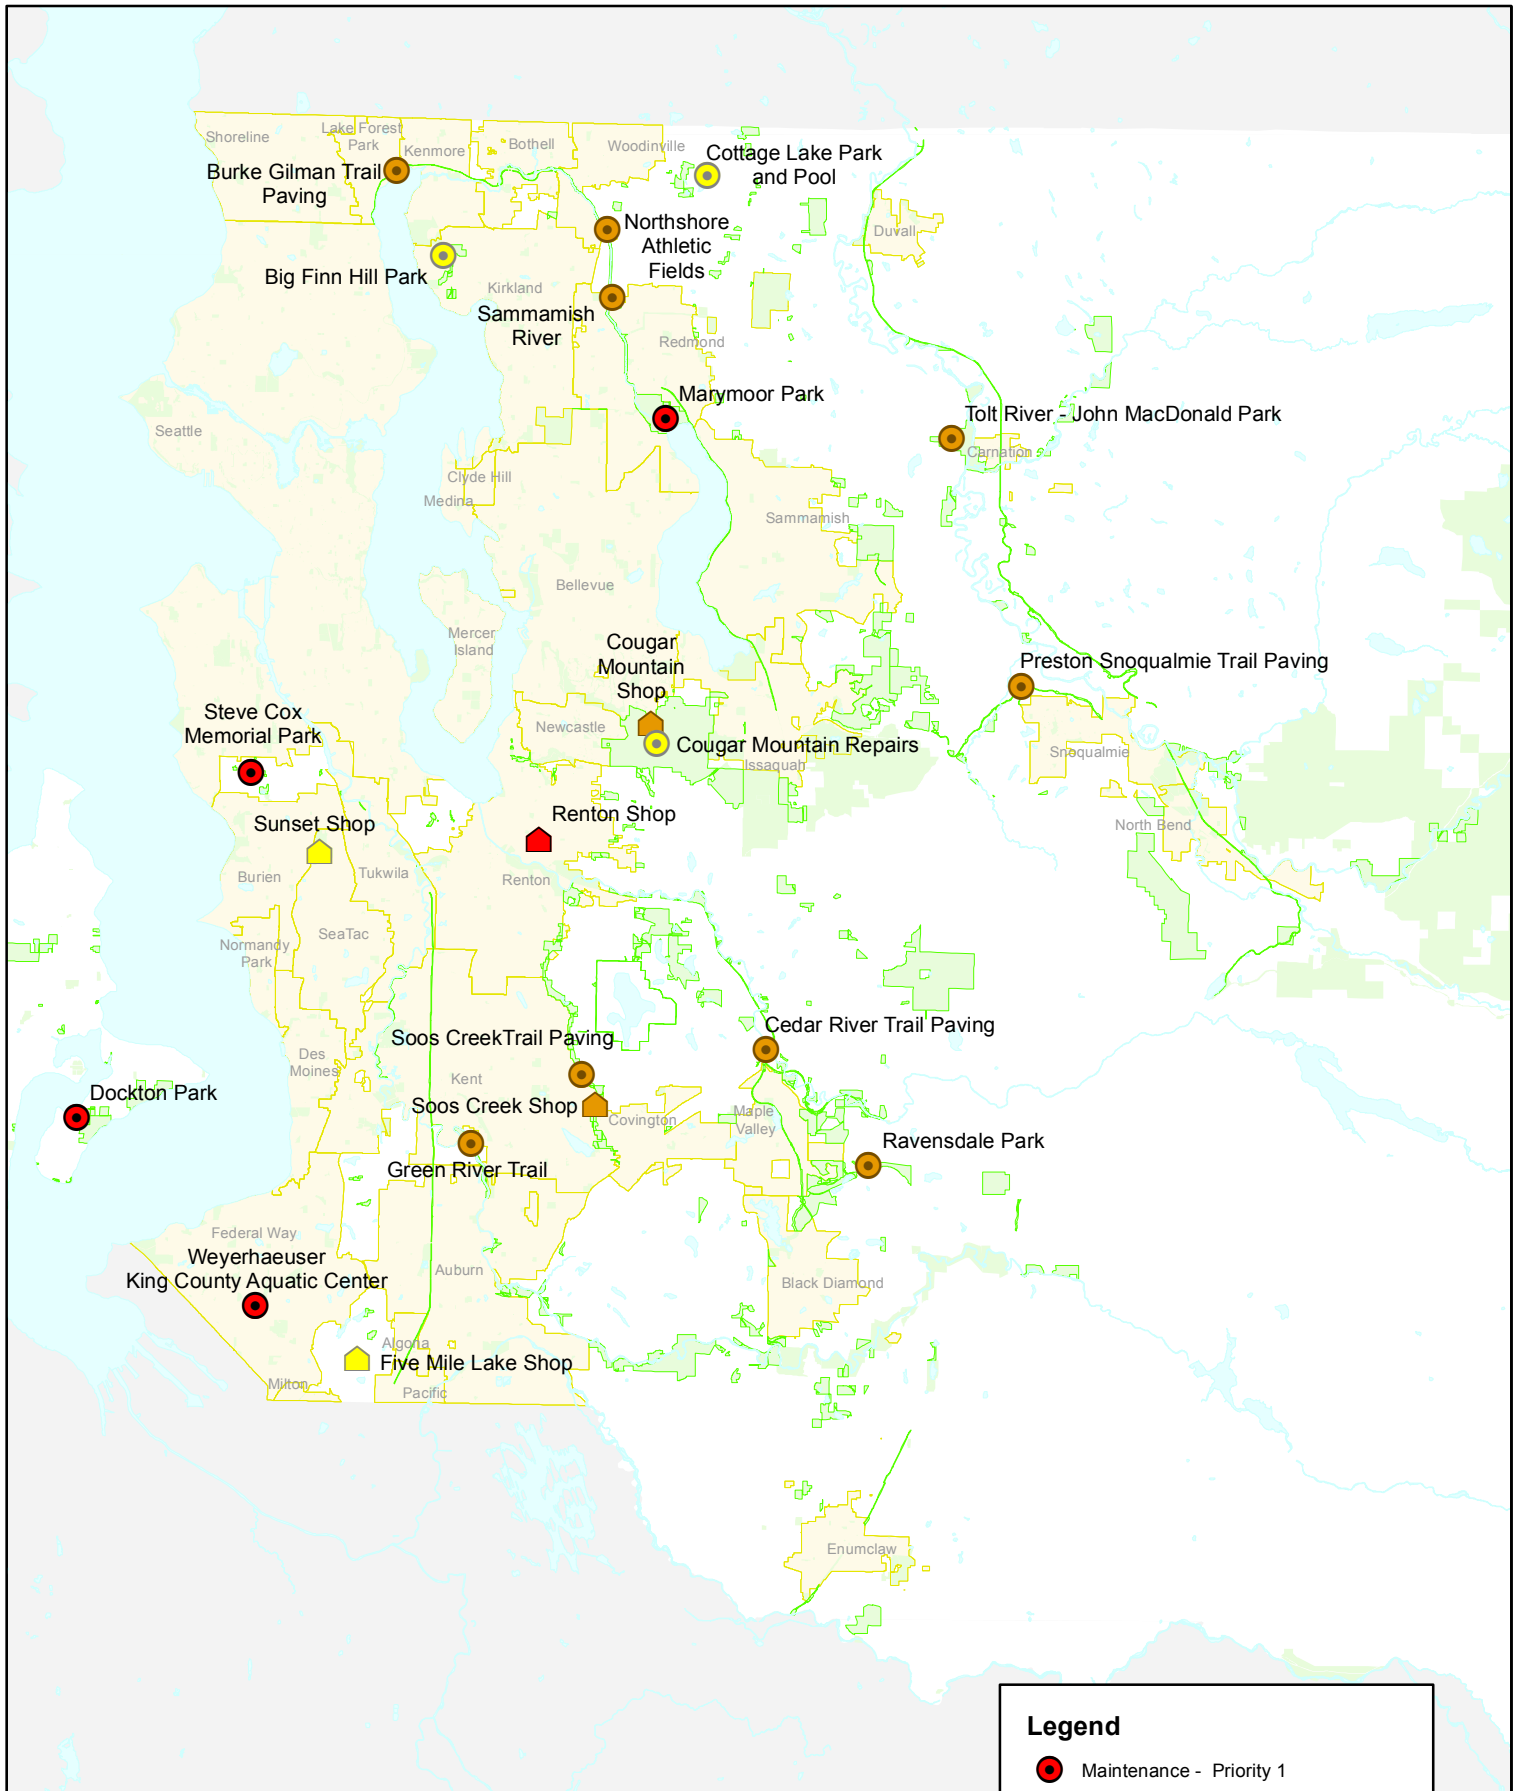 Shoreline
Lake Forest
Park
Kenmore
Bothell
Woodinville
Cottage Lake Park
and Pool
Burke Gilman Trail
Paving
Northshore
Athletic
Fields
Duvall
Big Finn Hill Park
Kirkland
Sammamish
River
Redmond
Marymoor Park
Tolt River - John MacDonald Park
Carnation
Seattle
Clyde Hill
Medina
Sammamish
Bellevue
Mercer
Island
Cougar
Mountain
Shop
Preston Snoqualmie Trail Paving
Steve Cox
Memorial Park
Newcastle
Cougar Mountain Repairs
Issaquah
Snoqualmie
Renton Shop
Sunset Shop
North Bend
Burien
Tukwila
Renton
SeaTac
Normandy
Park
Cedar River Trail Paving
Soos CreekTrail Paving
Des
Moines
Kent
Dockton Park
Soos Creek Shop
Covington
Maple
Valley
Ravensdale Park
Green River Trail
Federal Way
Weyerhaeuser
King County Aquatic Center
Auburn
Black Diamond
Algona
Five Mile Lake Shop
Milton
Pacific
Enumclaw
Legend
Maintenance - Priority 1